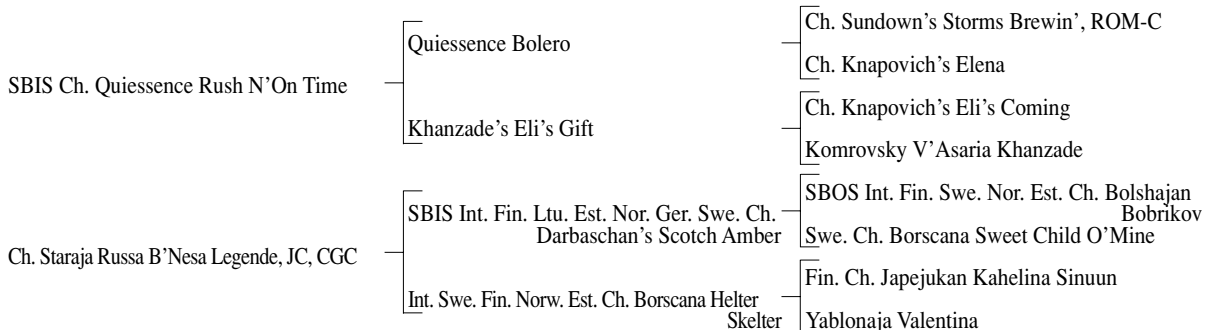 Ch. Sundown’s Storms Brewin’, ROM-C
Quiessence Bolero
Ch. Knapovich’s Elena
SBIS Ch. Quiessence Rush N’On Time
Ch. Knapovich’s Eli’s Coming
Khanzade’s Eli’s Gift
Komrovsky V’Asaria Khanzade
SBOS Int. Fin. Swe. Nor. Est. Ch. Bolshajan
Bobrikov
SBIS Int. Fin. Ltu. Est. Nor. Ger. Swe. Ch.
Darbaschan’s Scotch Amber
Swe. Ch. Borscana Sweet Child O’Mine
Ch. Staraja Russa B’Nesa Legende, JC, CGC
Fin. Ch. Japejukan Kahelina Sinuun
Int. Swe. Fin. Norw. Est. Ch. Borscana Helter
Skelter
Yablonaja Valentina